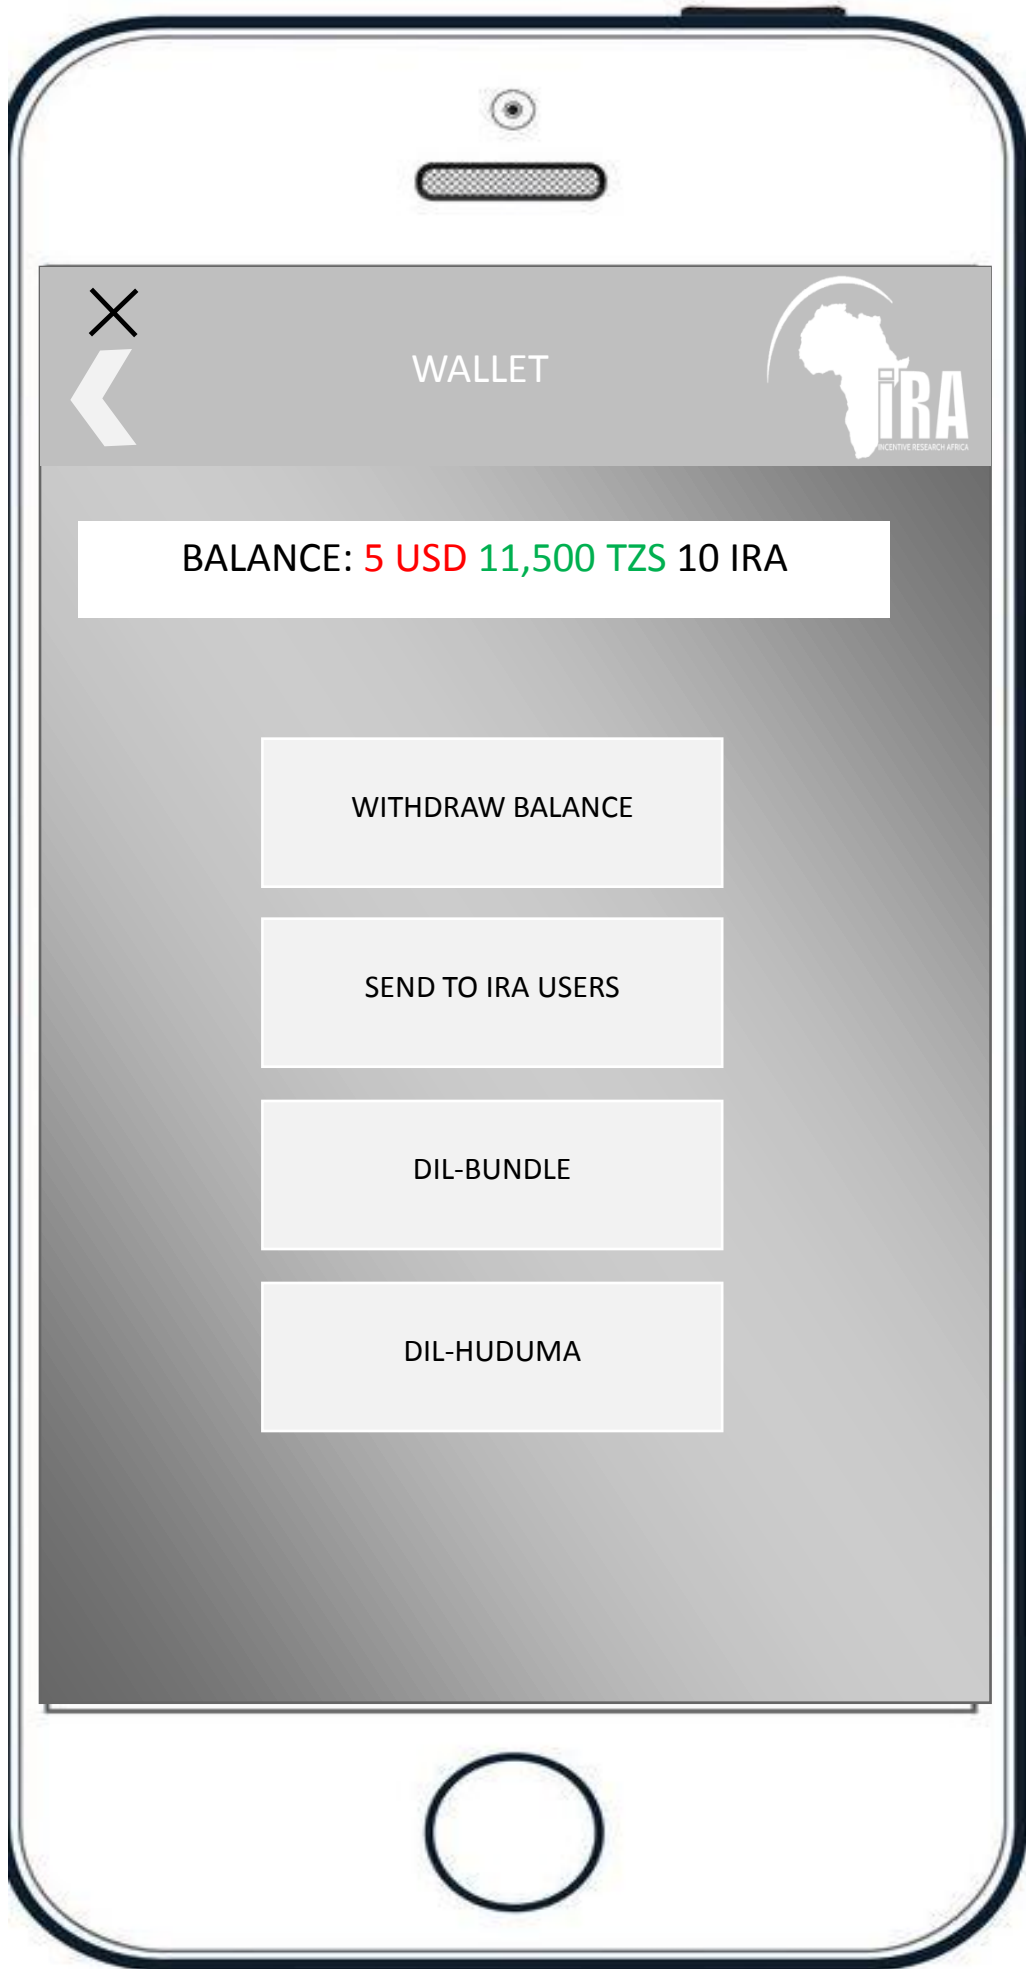 WALLET
iRA
INCENTIVE RESEARCH AFRICA
BALANCE: 5 USD 11,500 TZS 10 IRA
WITHDRAW BALANCE
SEND TO IRA USERS
DIL-BUNDLE
DIL-HUDUMA